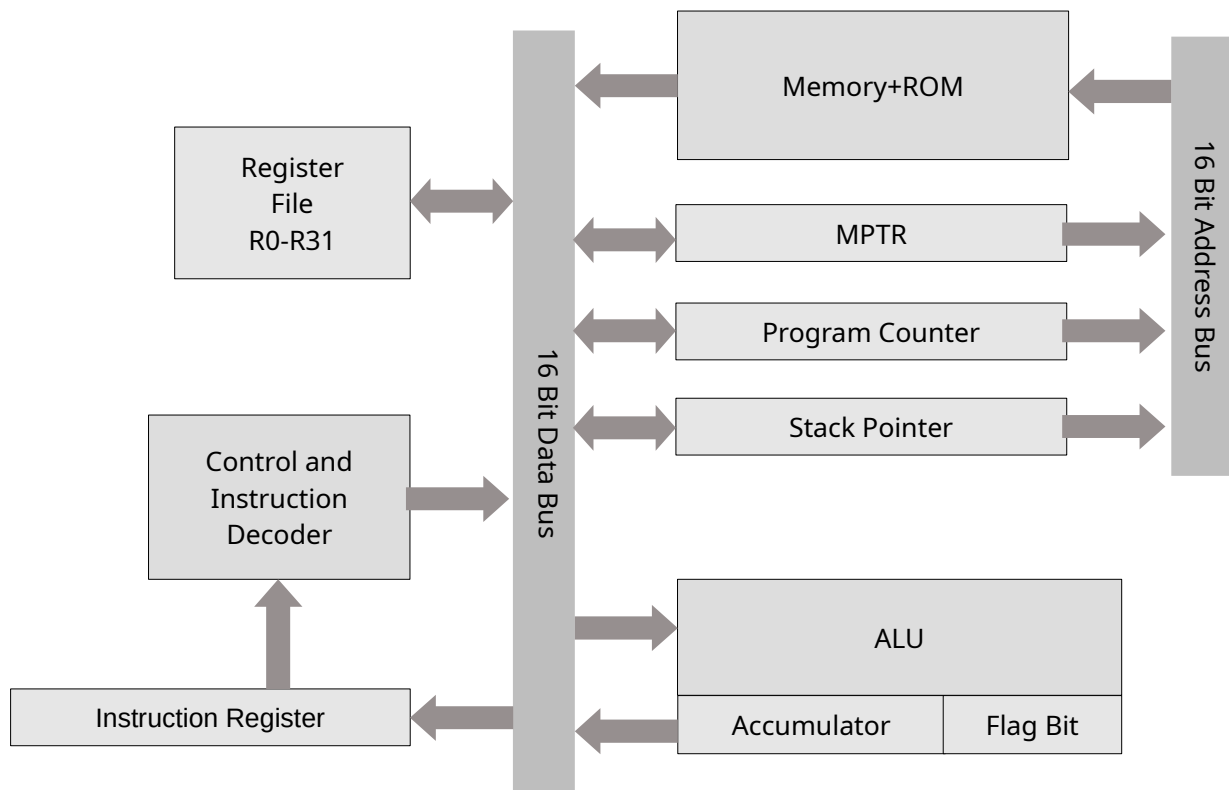 Memory+ROM
Register
File
R0-R31
MPTR
16 Bit Address Bus
Program Counter
16 Bit Data Bus
Stack Pointer
Control and
Instruction
Decoder
ALU
Instruction Register
Accumulator
Flag Bit